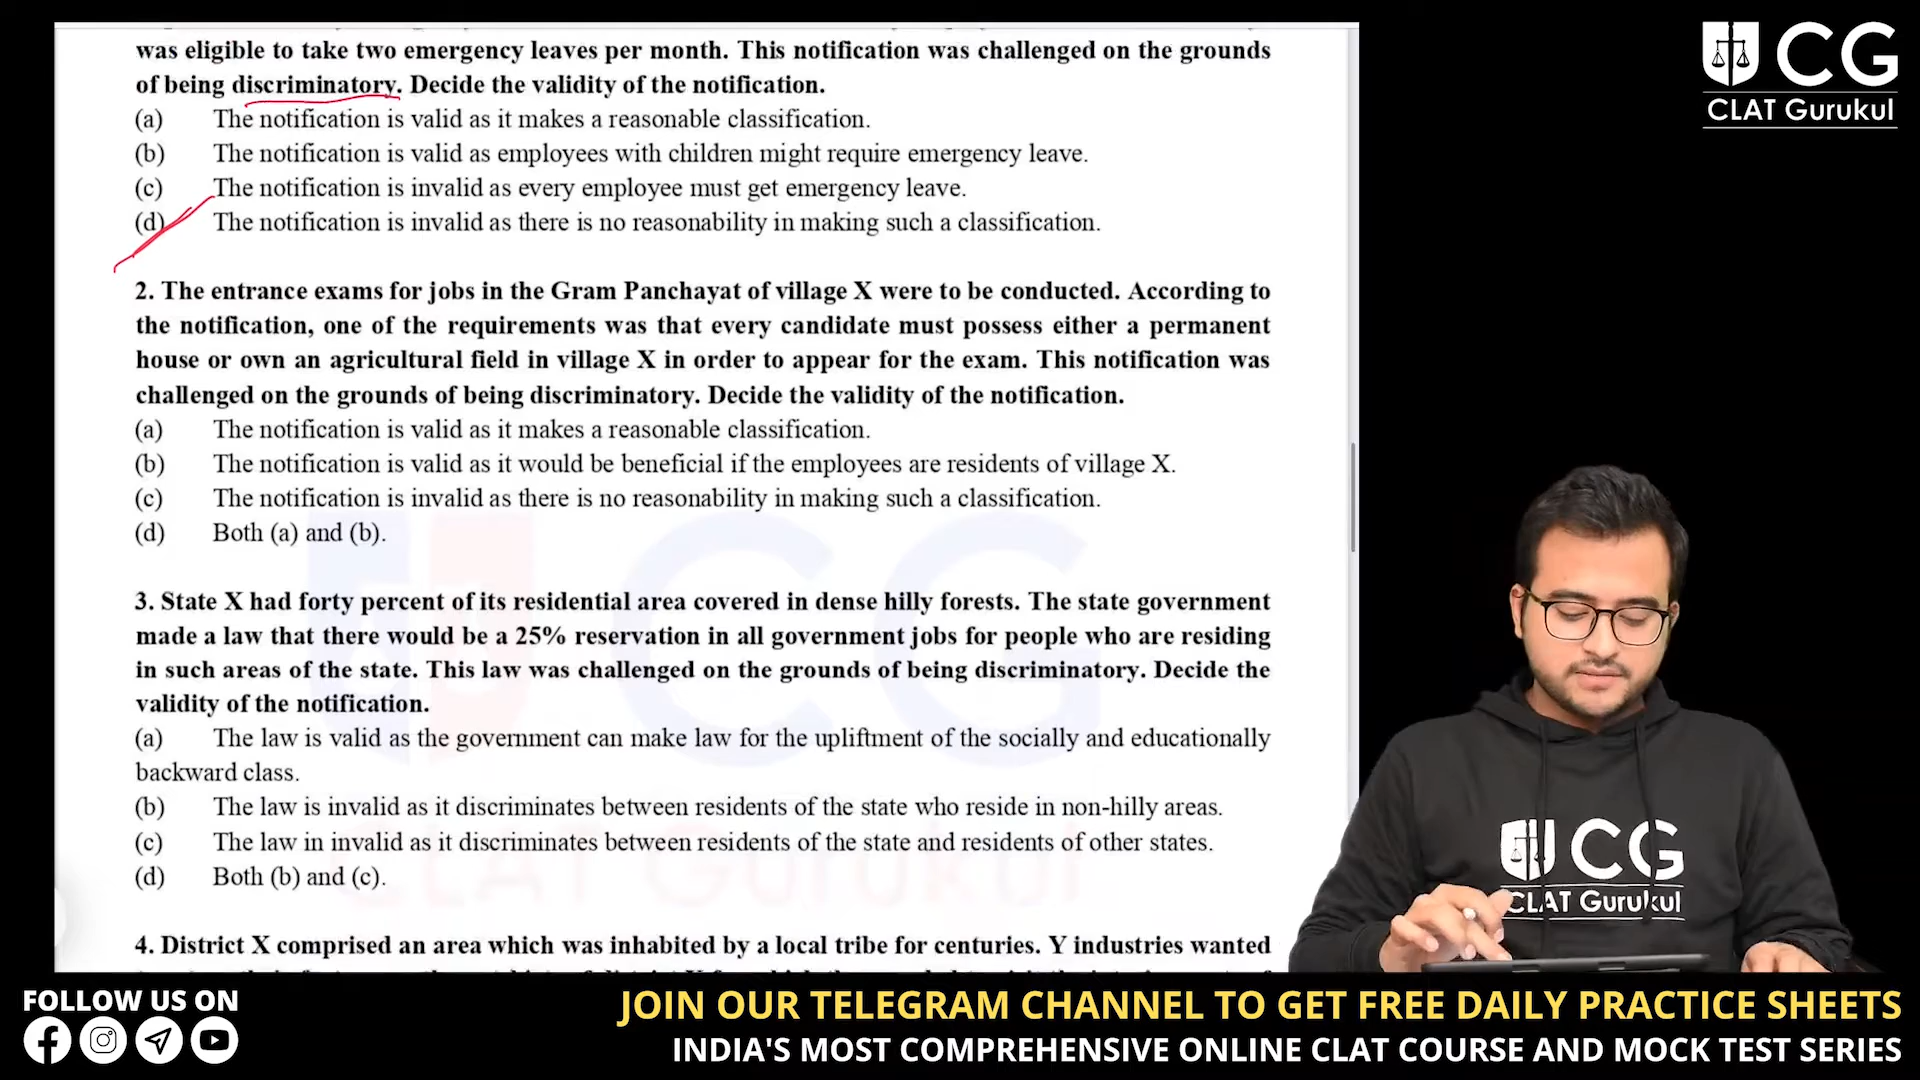 was eligible to take two emergency leaves per month. This notification was challenged on the grounds
of being discriminatory. Decide the validity of the notification.
(a) The notification is valid as it makes a reasonable classification.
(b) The notification is valid as employees with children might require emergency leave.
(c) The notification is invalid as every employee must get emergency leave.
(d) The notification is invalid as there is no reasonability in making such a classification.
2. The entrance exams for jobs in the Gram Panchayat of village X were to be conducted. According to
the notification, one of the requirements was that every candidate must possess either a permanent
house or own an agricultural field in village X in order to appear for the exam. This notification was
challenged on the grounds of being discriminatory. Decide the validity of the notification.
(a) The notification is valid as it makes a reasonable classification.
(b) The notification is valid as it would be beneficial if the employees are residents of village X.
(c) The notification is invalid as there is no reasonability in making such a classification.
(d) Both (a) and (b).
3. State X had forty percent of its residential area covered in dense hilly forests. The state government
made a law that there would be a 25% reservation in all government jobs for people who are residing
in such areas of the state. This law was challenged on the grounds of being discriminatory. Decide the
validity of the notification.
(a) The law is valid as the government can make law for the upliftment of the socially and educationally
backward class.
(b) The law is invalid as it discriminates between residents of the state who reside in non-hilly areas.
(c) The law in invalid as it discriminates between residents of the state and residents of other states.
(d) Both (b) and (c).
4. District X comprised an area which was inhabited by a local tribe for centuries. Y industries wanted
CG
CLAT Gurukul
CG
CLAT Gurukul
CG
CLAT Gurukul
FOLLOW US ON
JOIN OUR TELEGRAM CHANNEL TO GET FREE DAILY PRACTICE SHEETS
INDIA'S MOST COMPREHENSIVE ONLINE CLAT COURSE AND MOCK TEST SERIES